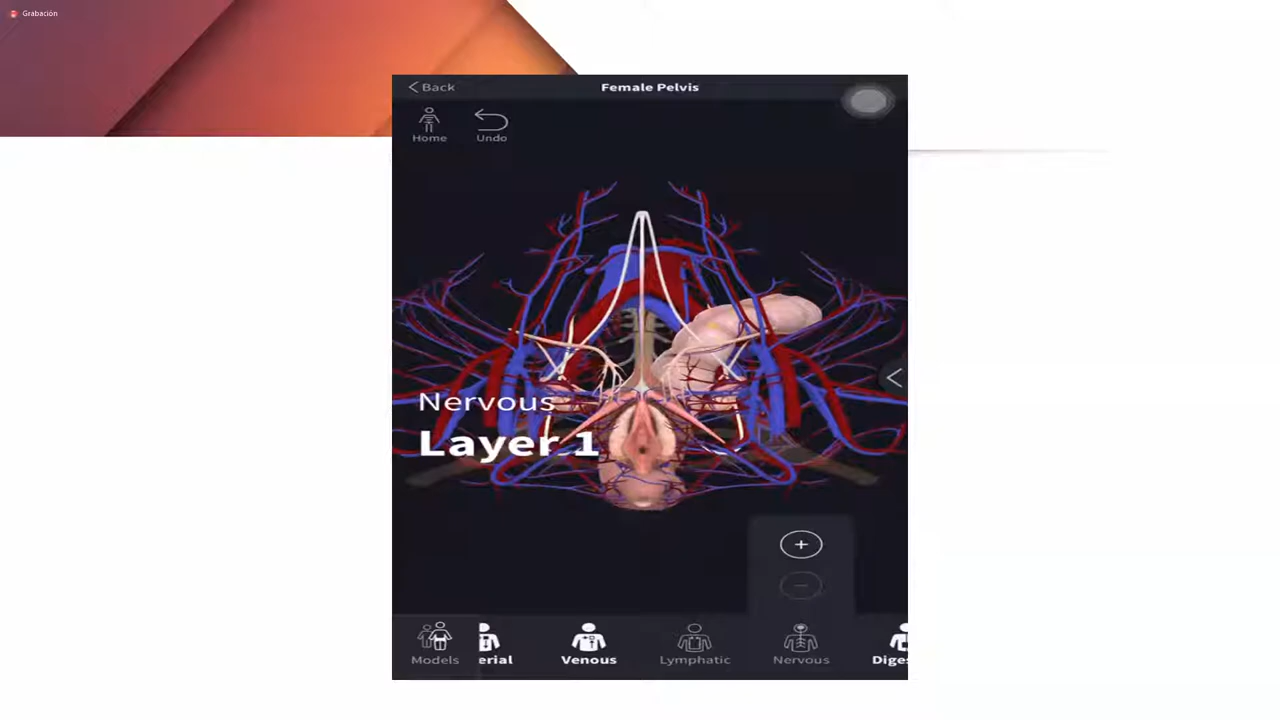 Grabación
Back
Female Pelvis
Home
Undo
Nervous
Layer 1
Models
erial
Venous
Lymphatic
Nervous
Diges